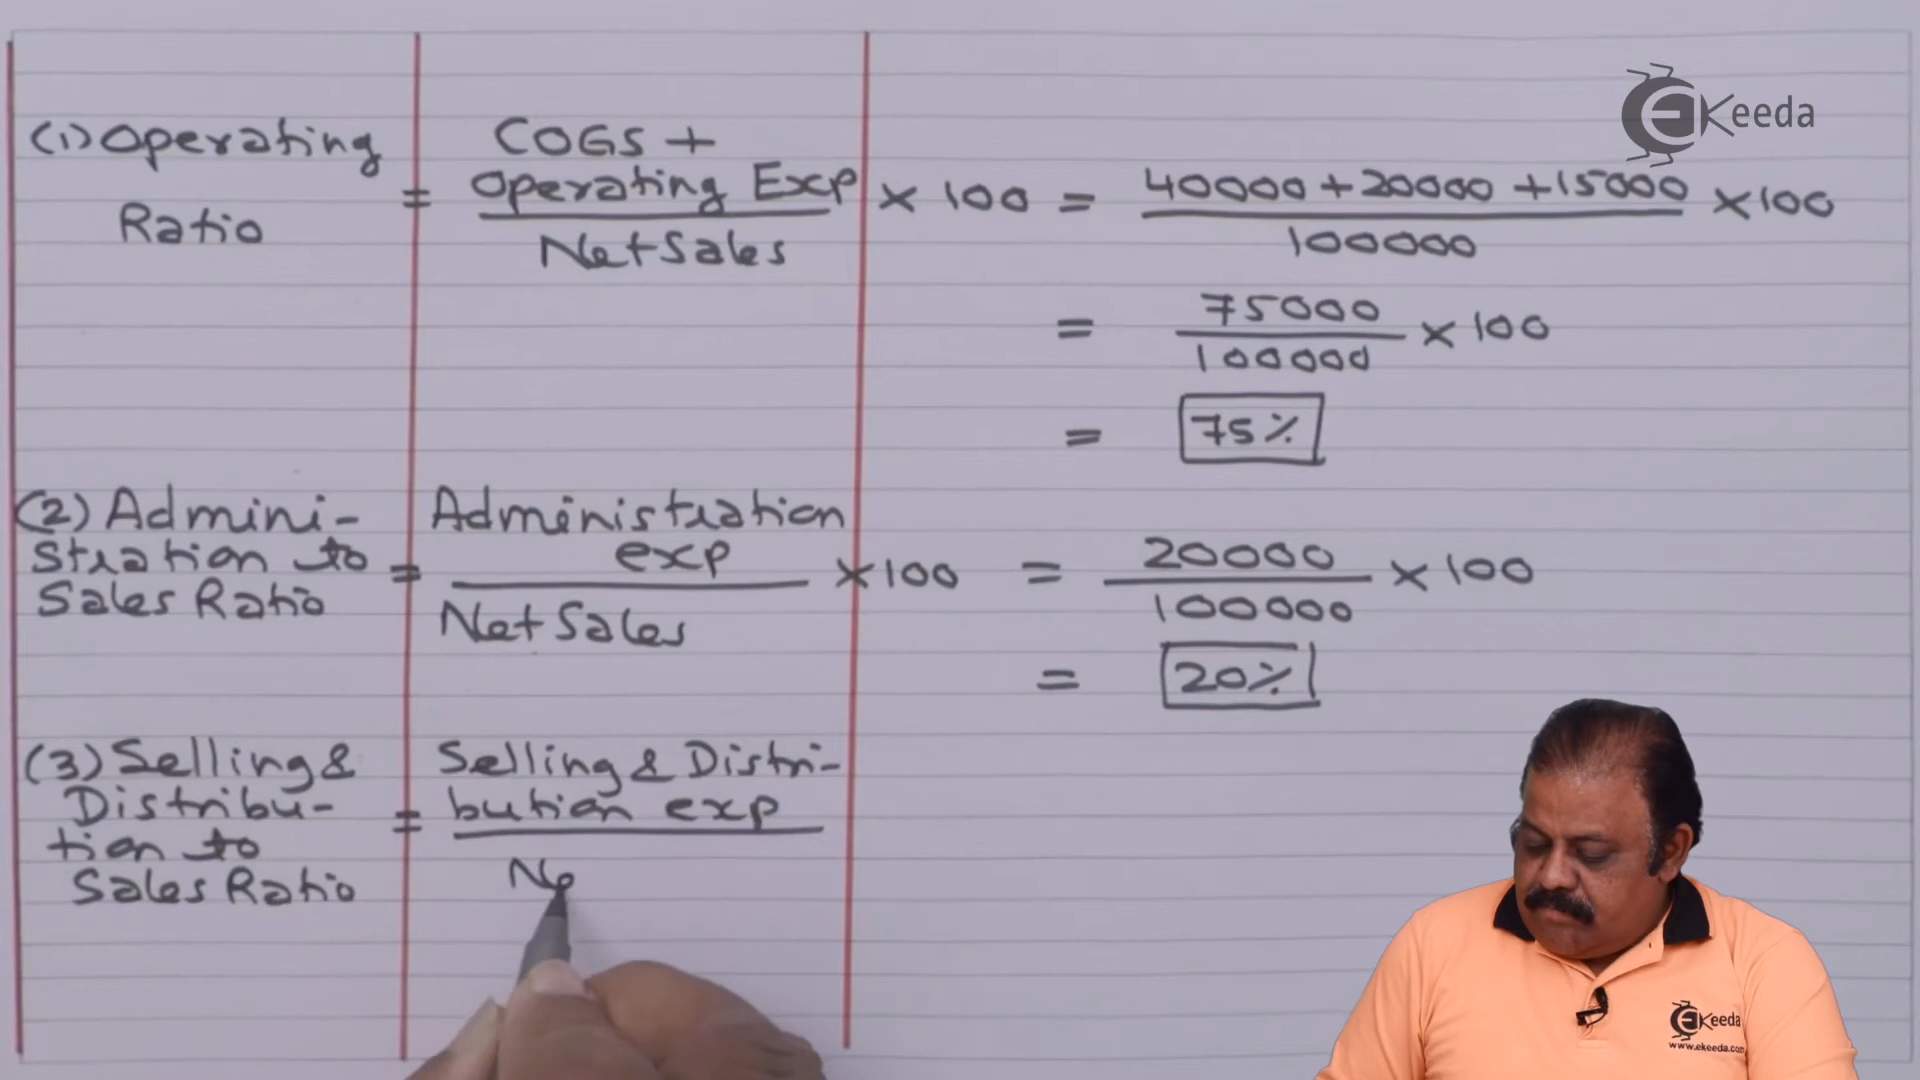 Keeda
(1) Operating Ratio = COGS + Operating Exp / Net Sales × 100 = 40000 + 20000 + 15000 / 100000 × 100
= 75000 / 100000 × 100
= 75%
(2) Admini-
stration to
Sales Ratio
=
Administration
exp
Net Sales
× 100 = 20000 / 100000 × 100
= 20%
(3) Selling &
Distribu-
tion to
Sales Ratio
=
Selling & Distri-
bution exp
Ne
Keeda
www.ekeeda.com